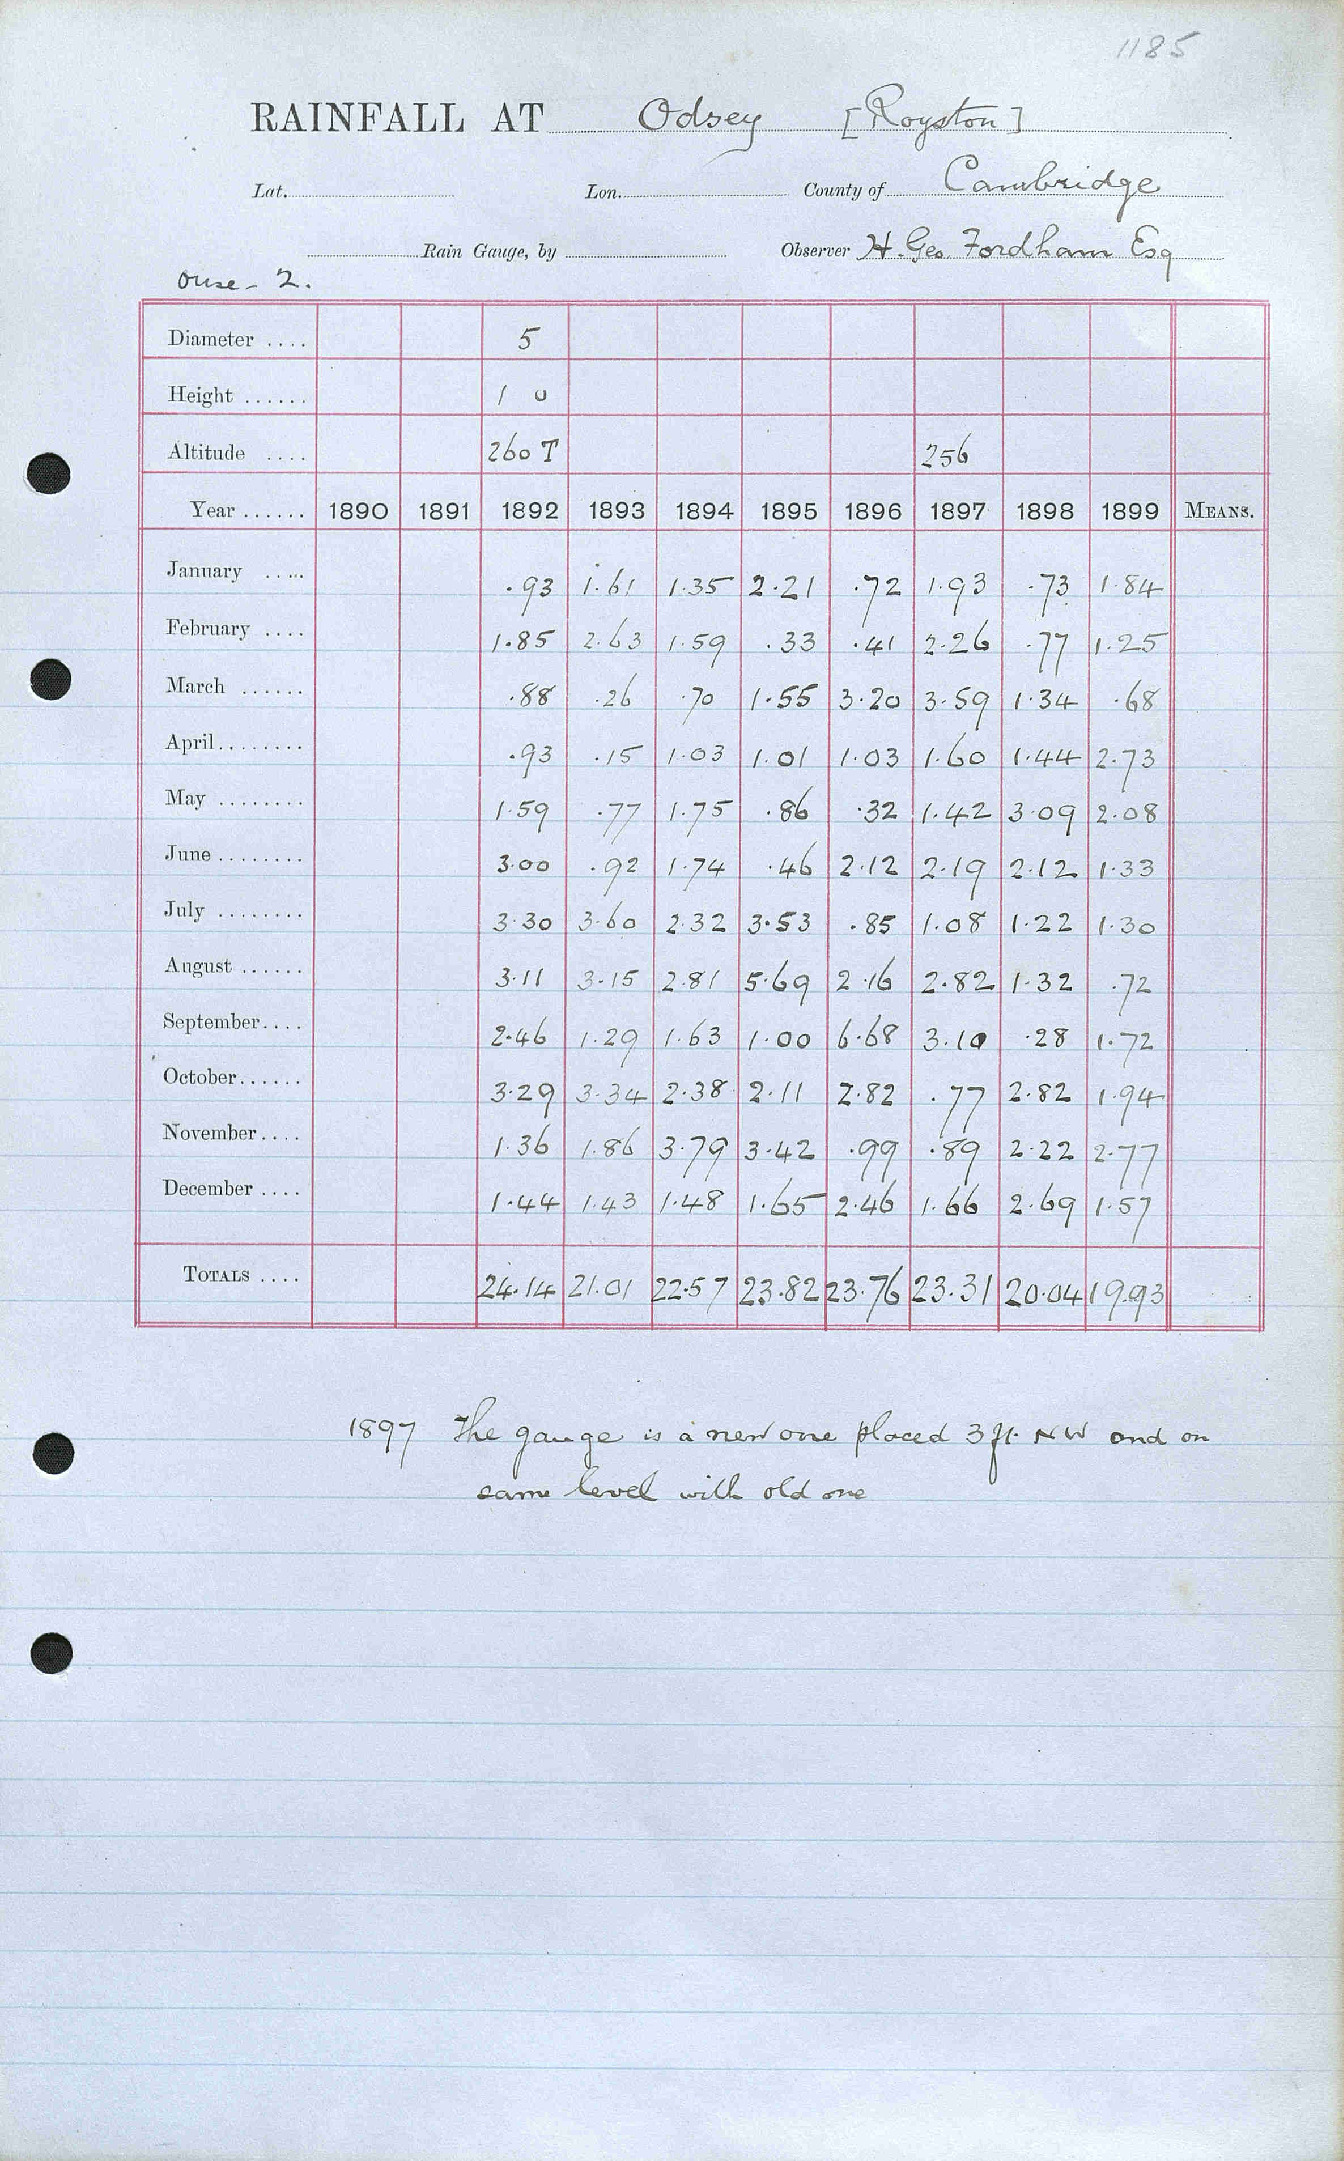 1185
RAINFALL AT Odsey [Royston]
Lat. Lon. County of Cambridge
Rain Gauge, by Observer H. Geo. Fordham Esq
Ouse - 2.
Diameter .... 5
Height ...... 1 0
Altitude .... 260 T 256
Year ...... 1890 1891 1892 1893 1894 1895 1896 1897 1898 1899 MEANS.
January ..... .93 1.61 1.35 2.21 .72 1.93 .73 1.84
February .... 1.85 2.63 1.59 .33 .41 2.26 .77 1.25
March ...... .88 .26 .70 1.55 3.20 3.59 1.34 .68
April........ .93 .15 1.03 1.01 1.03 1.60 1.44 2.73
May ........ 1.59 .77 1.75 .86 .32 1.42 3.09 2.08
June ........ 3.00 .92 1.74 .46 2.12 2.19 2.12 1.33
July ........ 3.30 3.60 2.32 3.53 .85 1.08 1.22 1.30
August ...... 3.11 3.15 2.81 5.69 2.16 2.82 1.32 .72
September.... 2.46 1.29 1.63 1.00 6.68 3.10 .28 1.72
October...... 3.29 3.34 2.38 2.11 2.82 .77 2.82 1.94
November.... 1.36 1.86 3.79 3.42 .99 .89 2.22 2.77
December .... 1.44 1.43 1.48 1.65 2.46 1.66 2.69 1.57
TOTALS .... 24.14 21.01 22.57 23.82 23.76 23.31 20.04 19.93
1897 The gauge is a new one placed 3 ft. NW and on
same level with old one